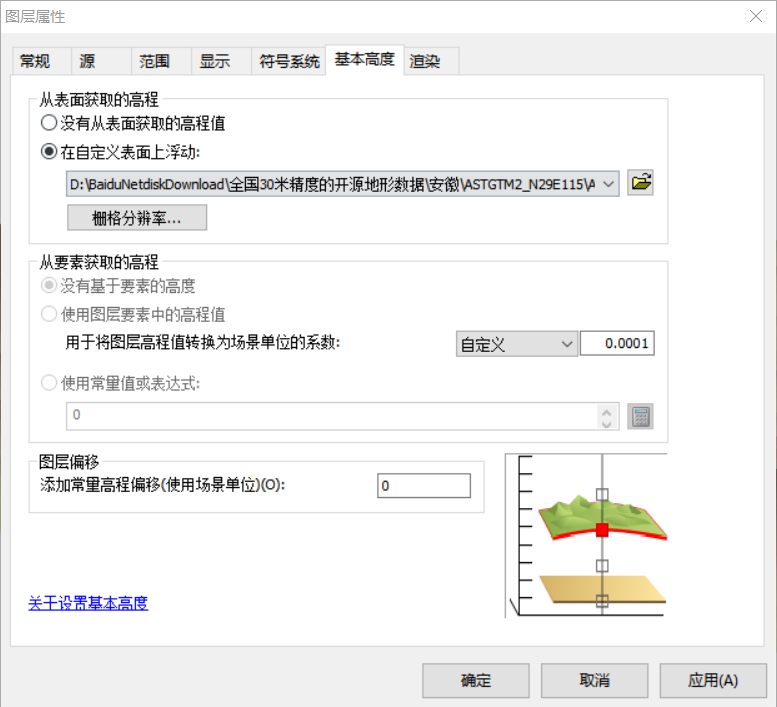 图层属性
常规 源 范围 显示 符号系统 基本高度 渲染
从表面获取的高程
没有从表面获取的高程值
在自定义表面上浮动:
D:\BaiduNetdiskDownload\全国30米精度的开源地形数据\安徽\ASTGTM2_N29E115\A
栅格分辨率...
从要素获取的高程
没有基于要素的高度
使用图层要素中的高程值
用于将图层高程值转换为场景单位的系数: 自定义 0.0001
使用常量值或表达式:
0
图层偏移
添加常量高程偏移(使用场景单位)(O): 0
关于设置基本高度
确定 取消 应用(A)